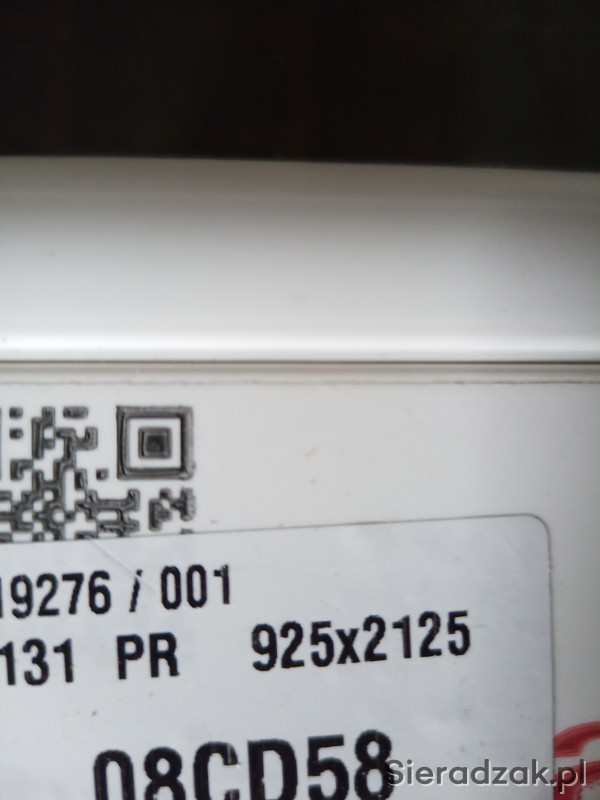 19276 / 001
131 PR 925x2125
08CD58
Sieradzak.pl